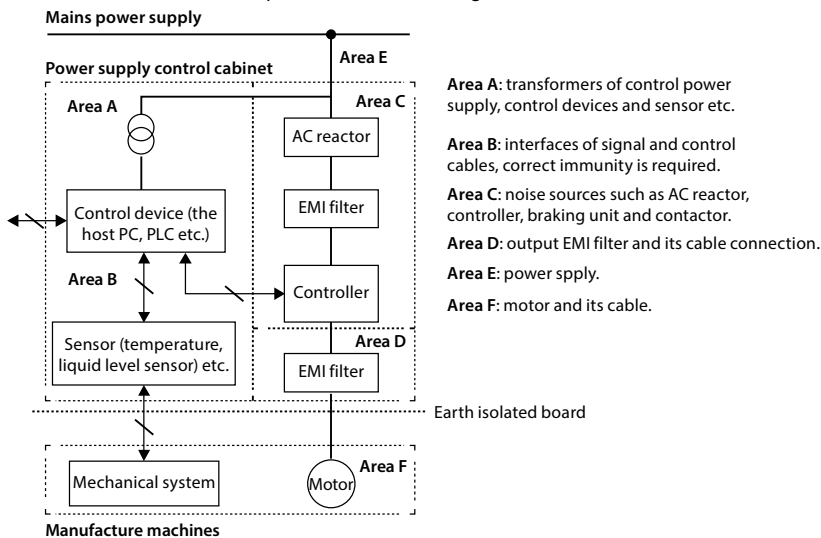 Mains power supply
Area E
Power supply control cabinet
Area A
Area C
AC reactor
EMI filter
Control device (the
host PC, PLC etc.)
Area B
Controller
Sensor (temperature,
liquid level sensor) etc.
Area D
EMI filter
Earth isolated board
Area F
Mechanical system
Motor
Manufacture machines
Area A: transformers of control power
supply, control devices and sensor etc.
Area B: interfaces of signal and control
cables, correct immunity is required.
Area C: noise sources such as AC reactor,
controller, braking unit and contactor.
Area D: output EMI filter and its cable connection.
Area E: power spply.
Area F: motor and its cable.